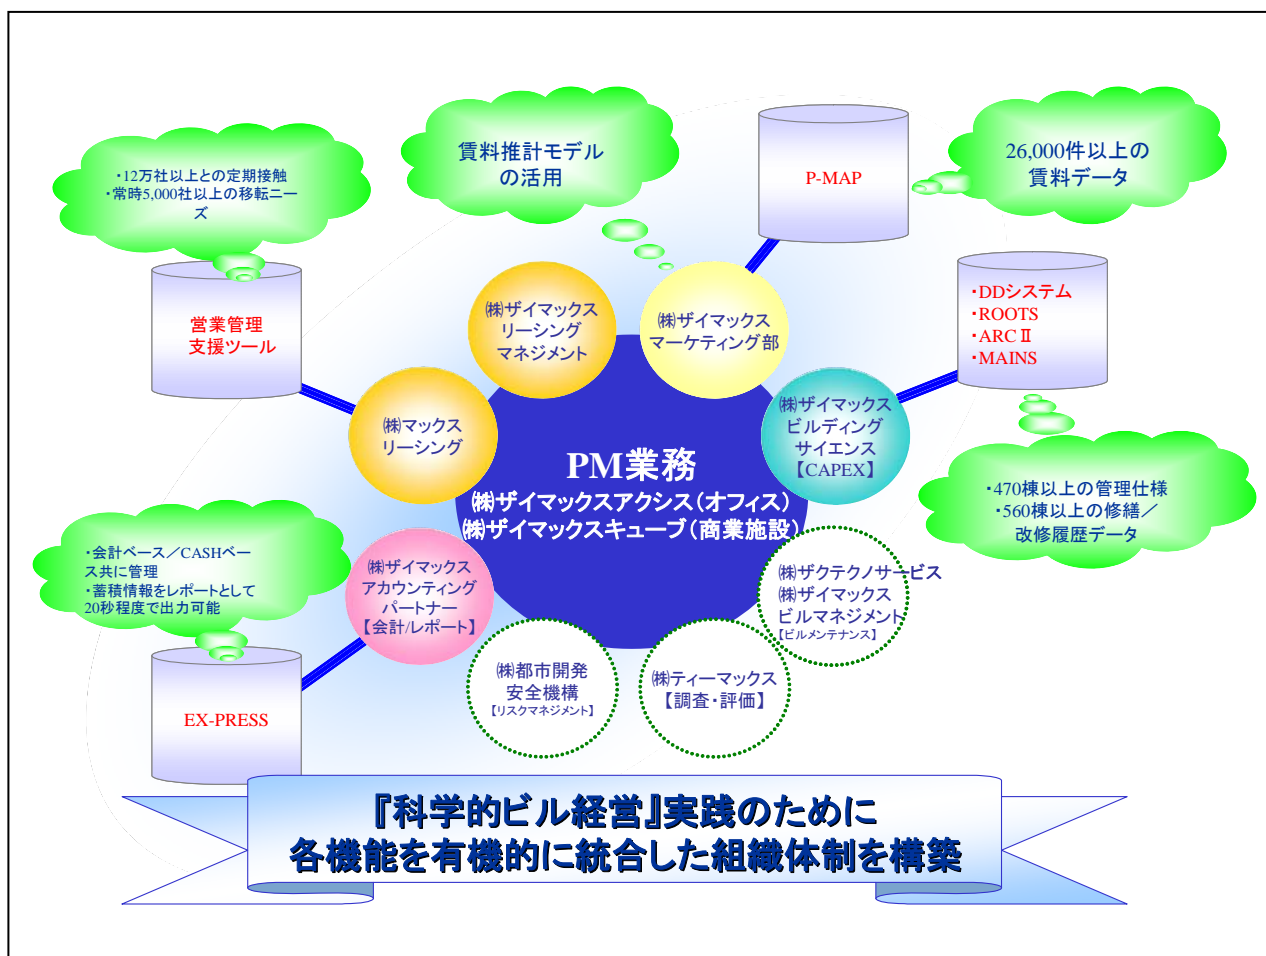 ・12万社以上との定期接触
・常時5,000社以上の移転ニー
ズ
賃料推計モデル
の活用
P-MAP
26,000件以上の
賃料データ
営業管理
支援ツール
㈱ザイマックス
リーシング
マネジメント
㈱ザイマックス
マーケティング部
・DDシステム
・ROOTS
・ARCⅡ
・MAINS
㈱マックス
リーシング
㈱ザイマックス
ビルディング
サイエンス
【CAPEX】
PM業務
㈱ザイマックスアクシス(オフィス)
㈱ザイマックスキューブ(商業施設)
・470棟以上の管理仕様
・560棟以上の修繕/
改修履歴データ
・会計ベース/CASHベー
ス共に管理
・蓄積情報をレポートとして
20秒程度で出力可能
㈱ザイマックス
アカウンティング
パートナー
【会計/レポート】
㈱ザクテクノサービス
㈱ザイマックス
ビルマネジメント
【ビルメンテナンス】
㈱都市開発
安全機構
【リスクマネジメント】
㈱ティーマックス
【調査・評価】
EX-PRESS
『科学的ビル経営』実践のために
各機能を有機的に統合した組織体制を構築